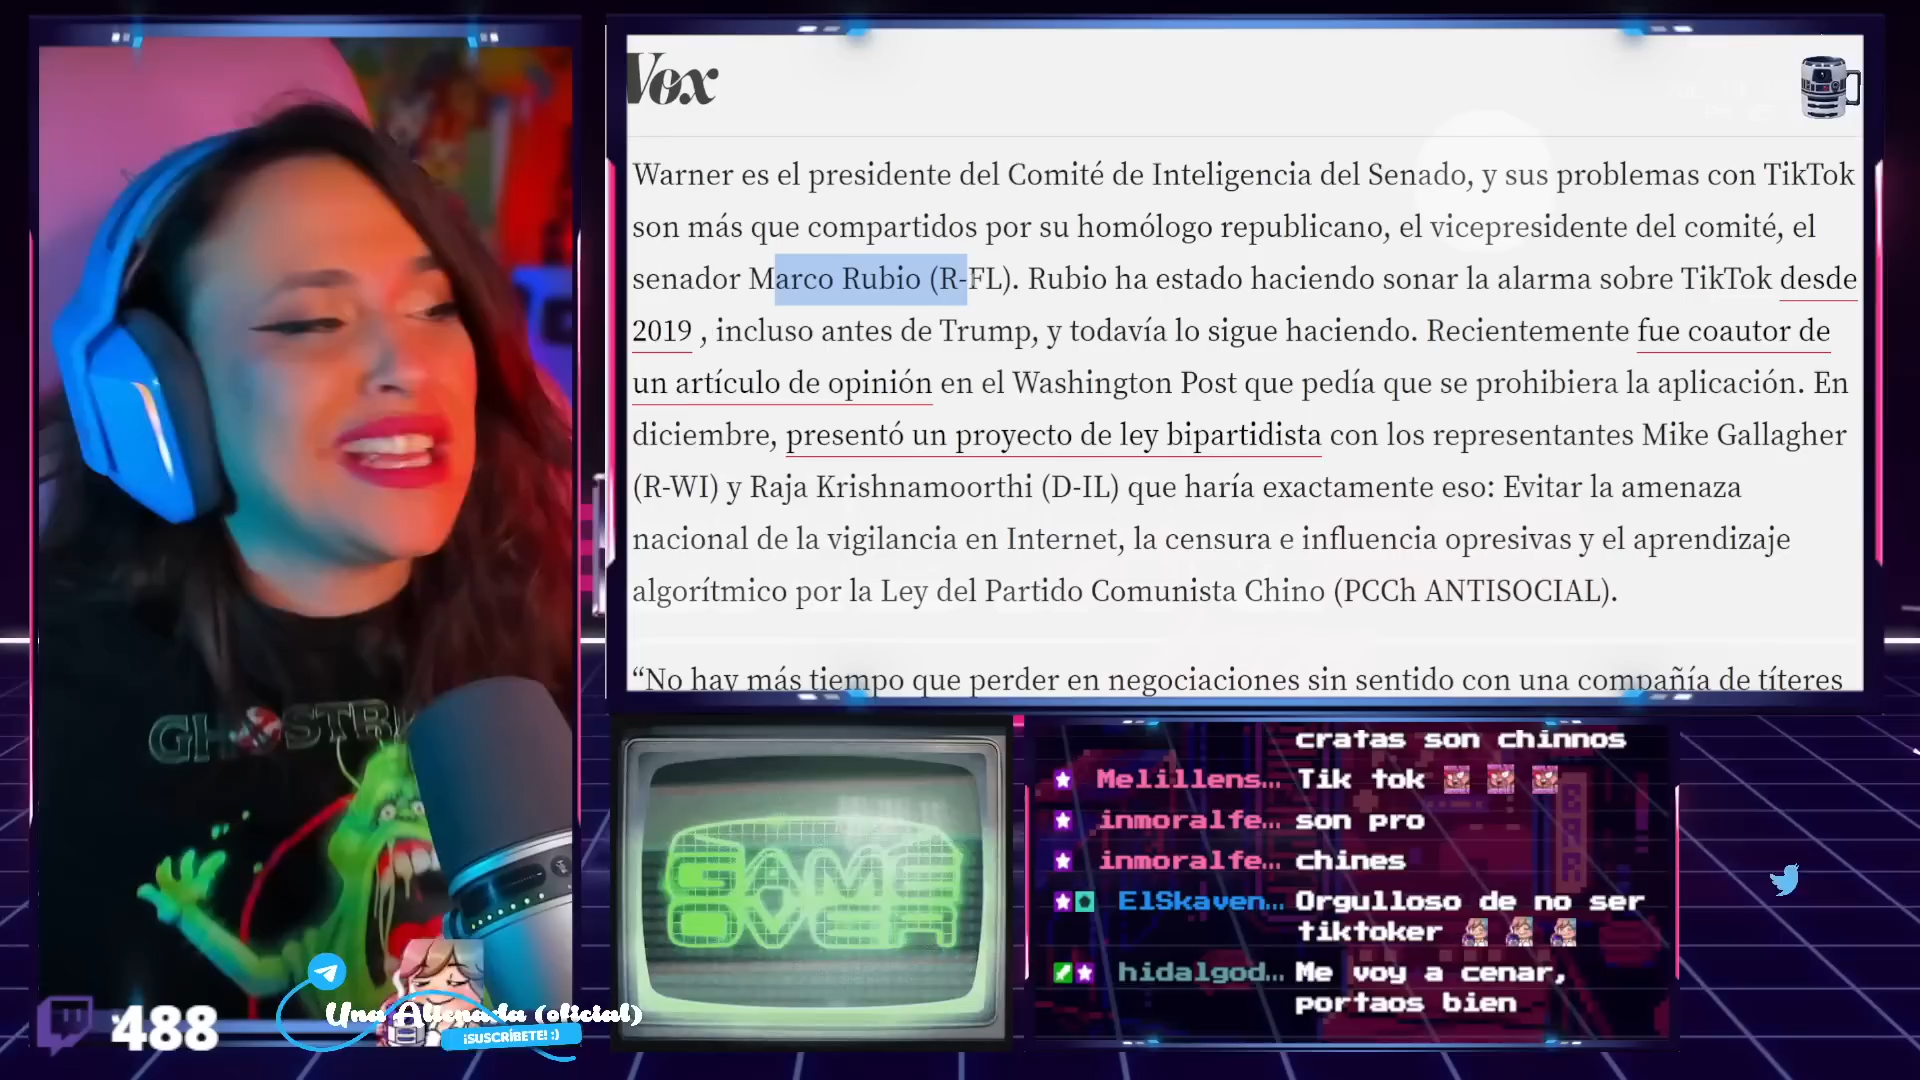 Vox
Warner es el presidente del Comité de Inteligencia del Senado, y sus problemas con TikTok
son más que compartidos por su homólogo republicano, el vicepresidente del comité, el
senador Marco Rubio (R-FL). Rubio ha estado haciendo sonar la alarma sobre TikTok desde
2019 , incluso antes de Trump, y todavía lo sigue haciendo. Recientemente fue coautor de
un artículo de opinión en el Washington Post que pedía que se prohibiera la aplicación. En
diciembre, presentó un proyecto de ley bipartidista con los representantes Mike Gallagher
(R-WI) y Raja Krishnamoorthi (D-IL) que haría exactamente eso: Evitar la amenaza
nacional de la vigilancia en Internet, la censura e influencia opresivas y el aprendizaje
algorítmico por la Ley del Partido Comunista Chino (PCCh ANTISOCIAL).
“No hay más tiempo que perder en negociaciones sin sentido con una compañía de títeres
GAME
OVER
cratas son chinnos
Melillens... Tik tok
inmoralfe... son pro
inmoralfe... chines
ElSkaven... Orgulloso de no ser
tiktoker
hidalgod... Me voy a cenar,
portaos bien
BAR
488
Una Alienada (oficial)
¡SUSCRÍBETE! :)